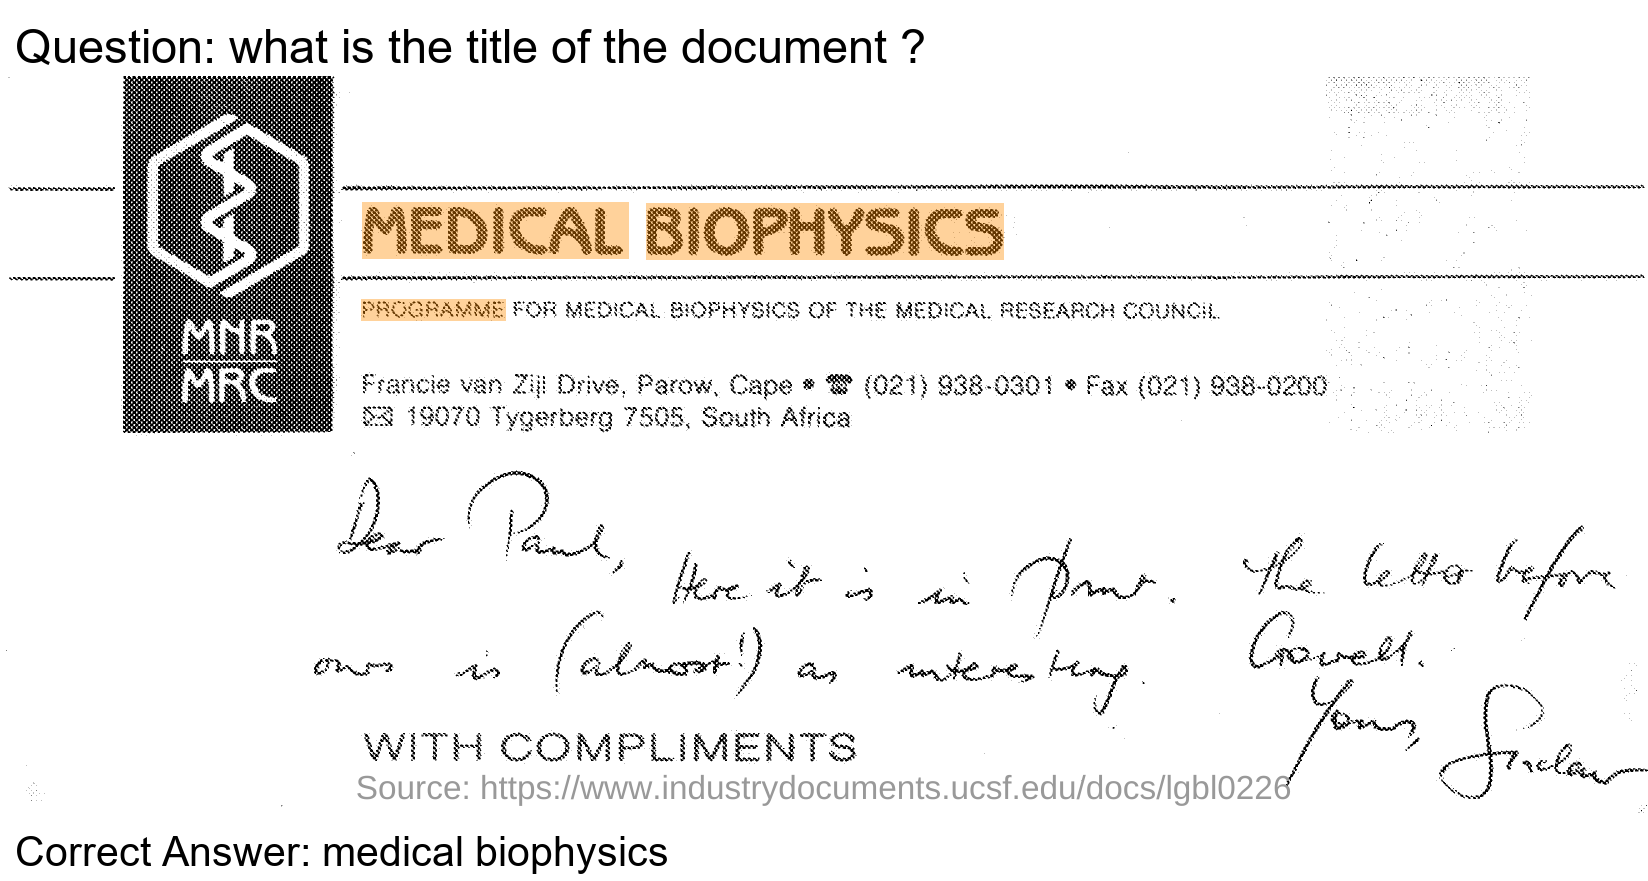 Question: what is the title of the document ?
MEDICAL BIOPHYSICS
PROGRAMME FOR MEDICAL BIOPHYSICS OF THE MEDICAL RESEARCH COUNCIL
MNR
MRC
Francie van Zijl Drive, Parow, Cape • ☎ (021) 938-0301 • Fax (021) 938-0200
✉ 19070 Tygerberg 7505, South Africa
Dear Paul,
Here it is in print. The letter before
ours is (almost!) as interesting. Crowell.
Yours, Sinclair
WITH COMPLIMENTS
Source: https://www.industrydocuments.ucsf.edu/docs/lgbl0226
Correct Answer: medical biophysics